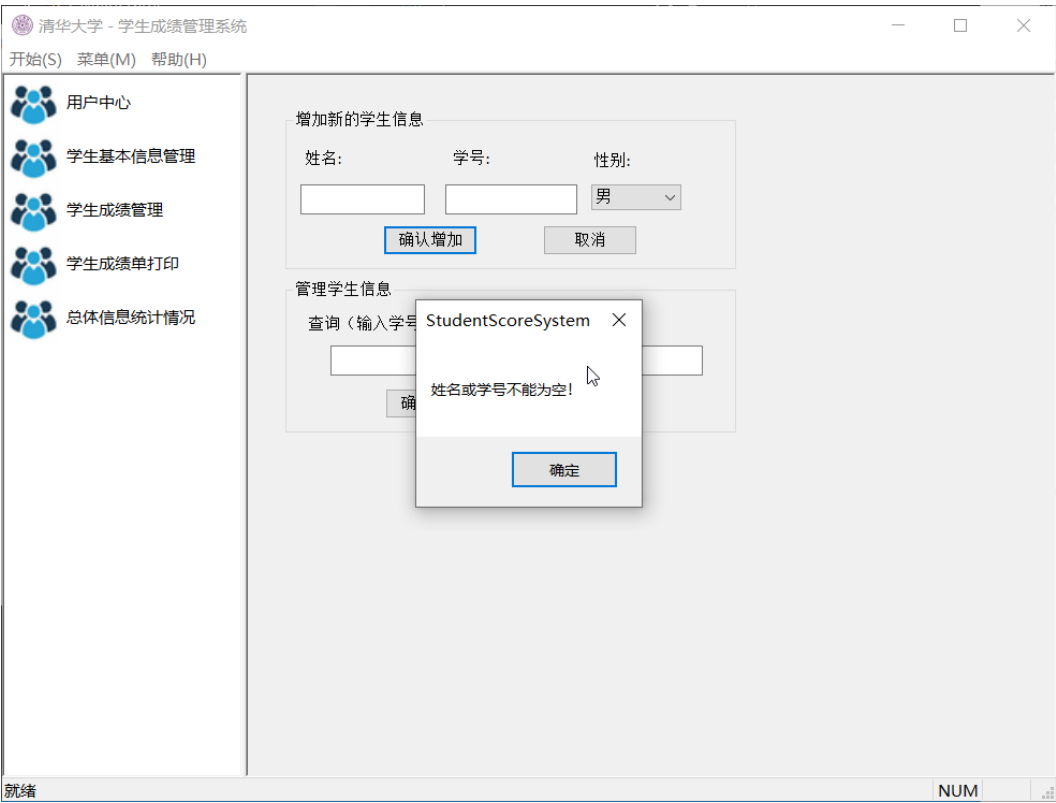 清华大学 - 学生成绩管理系统
开始(S) 菜单(M) 帮助(H)
用户中心
学生基本信息管理
学生成绩管理
学生成绩单打印
总体信息统计情况
增加新的学生信息
姓名: 学号: 性别:
男
确认增加 取消
管理学生信息
查询（输入学号
确
StudentScoreSystem
姓名或学号不能为空!
确定
就绪 NUM